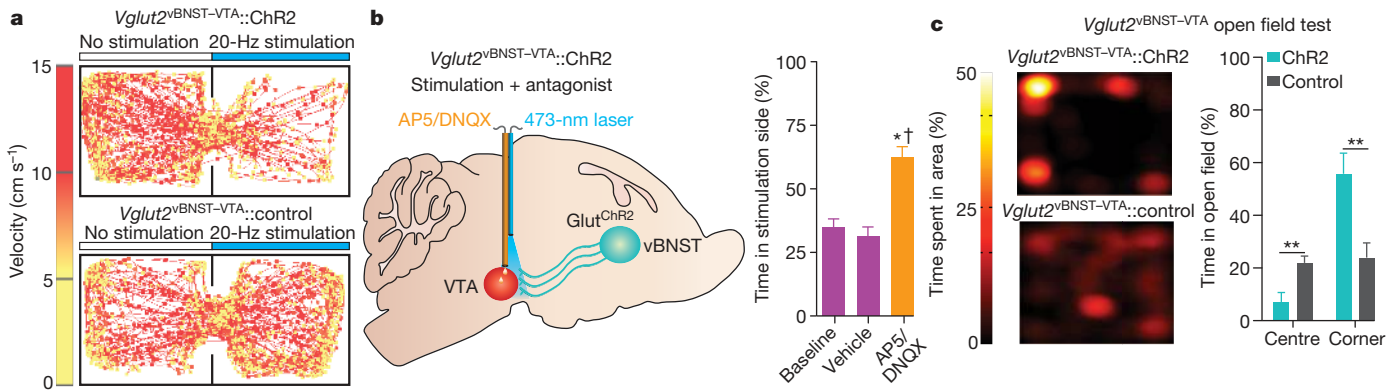 a
Vglut2vBNST–VTA::ChR2
No stimulation 20-Hz stimulation
Velocity (cm s−1)
15
10
5
0
Vglut2vBNST–VTA::control
No stimulation 20-Hz stimulation
b
Vglut2vBNST–VTA::ChR2
Stimulation + antagonist
AP5/DNQX 473-nm laser
GlutChR2
vBNST
VTA
Time in stimulation side (%)
100
75
50
25
0
*†
Baseline
Vehicle
AP5/
DNQX
c
Vglut2vBNST–VTA open field test
Vglut2vBNST–VTA::ChR2
Time spent in area (%)
50
25
0
Vglut2vBNST–VTA::control
ChR2
Control
Time in open field (%)
100
80
60
40
20
0
**
**
Centre Corner